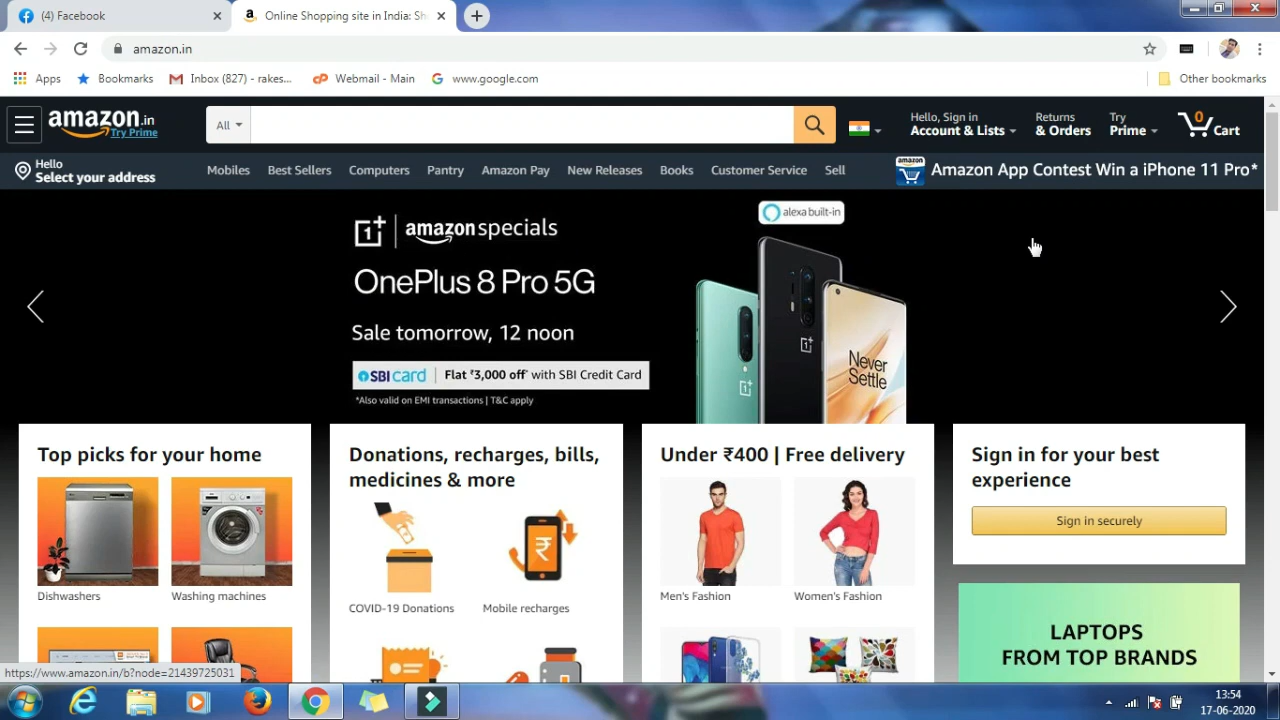 (4) Facebook
Online Shopping site in India: Sh
amazon.in
Apps
Bookmarks
Inbox (827) - rakes...
Webmail - Main
www.google.com
Other bookmarks
amazon.in
Try Prime
All
Hello, Sign in
Account & Lists
Returns
& Orders
Try
Prime
0
Cart
Hello
Select your address
Mobiles
Best Sellers
Computers
Pantry
Amazon Pay
New Releases
Books
Customer Service
Sell
amazon
Amazon App Contest Win a iPhone 11 Pro*
amazon specials
alexa built-in
OnePlus 8 Pro 5G
Sale tomorrow, 12 noon
SBI card
Flat ₹3,000 off* with SBI Credit Card
*Also valid on EMI transactions | T&C apply
Never
Settle
Top picks for your home
Dishwashers
Washing machines
Donations, recharges, bills,
medicines & more
COVID-19 Donations
Mobile recharges
Under ₹400 | Free delivery
Men's Fashion
Women's Fashion
Sign in for your best
experience
Sign in securely
LAPTOPS
FROM TOP BRANDS
https://www.amazon.in/b?node=21439725031
13:54
17-06-2020